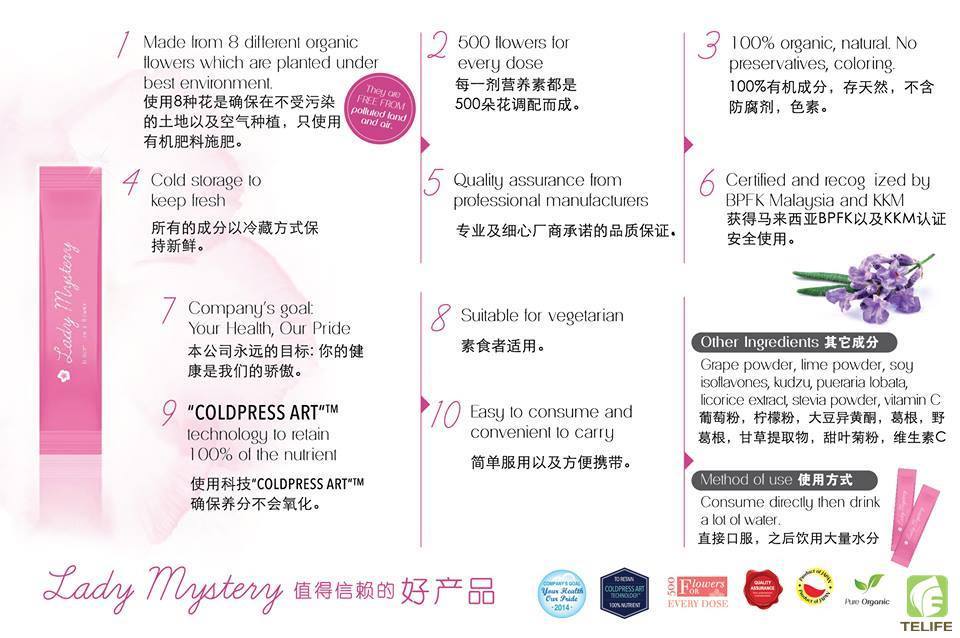 1
Made from 8 different organic
flowers which are planted under
best environment.
使用8种花是确保在不受污染
的土地以及空气种植，只使用
有机肥料施肥。
They are
FREE FROM
polluted land
and air.
2
500 flowers for
every dose
每一剂营养素都是
500朵花调配而成。
3
100% organic, natural. No
preservatives, coloring.
100%有机成分，存天然，不含
防腐剂，色素。
4
Cold storage to
keep fresh
所有的成分以冷藏方式保
持新鲜。
5
Quality assurance from
professional manufacturers
专业及细心厂商承诺的品质保证。
6
Certified and recog ized by
BPFK Malaysia and KKM
获得马来西亚BPFK以及KKM认证
安全使用。
Lady Mystery
7
Company's goal:
Your Health, Our Pride
本公司永远的目标: 你的健
康是我们的骄傲。
8
Suitable for vegetarian
素食者适用。
9
"COLDPRESS ART"™
technology to retain
100% of the nutrient
使用科技"COLDPRESS ART"™
确保养分不会氧化。
10
Easy to consume and
convenient to carry
简单服用以及方便携带。
Other Ingredients 其它成分
Grape powder, lime powder, soy
isoflavones, kudzu, pueraria lobata,
licorice extract, stevia powder, vitamin C
葡萄粉，柠檬粉，大豆异黄酮，葛根，野
葛根，甘草提取物，甜叶菊粉，维生素C
Method of use 使用方式
Consume directly then drink
a lot of water.
直接口服，之后饮用大量水分
Lady Mystery 值得信赖的 好产品
COMPANY'S GOAL
Your Health
Our Pride
2014
TO RETAIN
COLDPRESS ART
TECHNOLOGY
100% NUTRIENT
500
Flowers
FOR
EVERY DOSE
QUALITY
ASSURANCE
Product of JAPAN
Product of JAPAN
Pure Organic
TELIFE